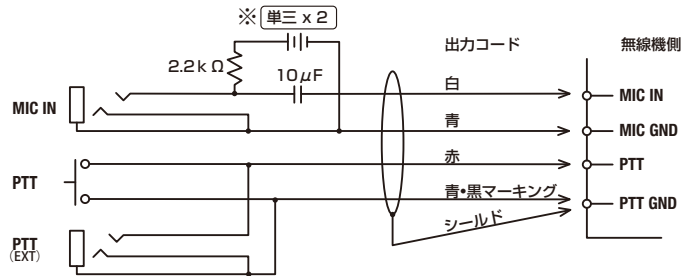 ※ 単三 x 2
出力コード
無線機側
2.2kΩ
10μF
白
MIC IN
MIC IN
青
MIC GND
赤
PTT
PTT
青•黒マーキング
PTT GND
シールド
PTT
(EXT)